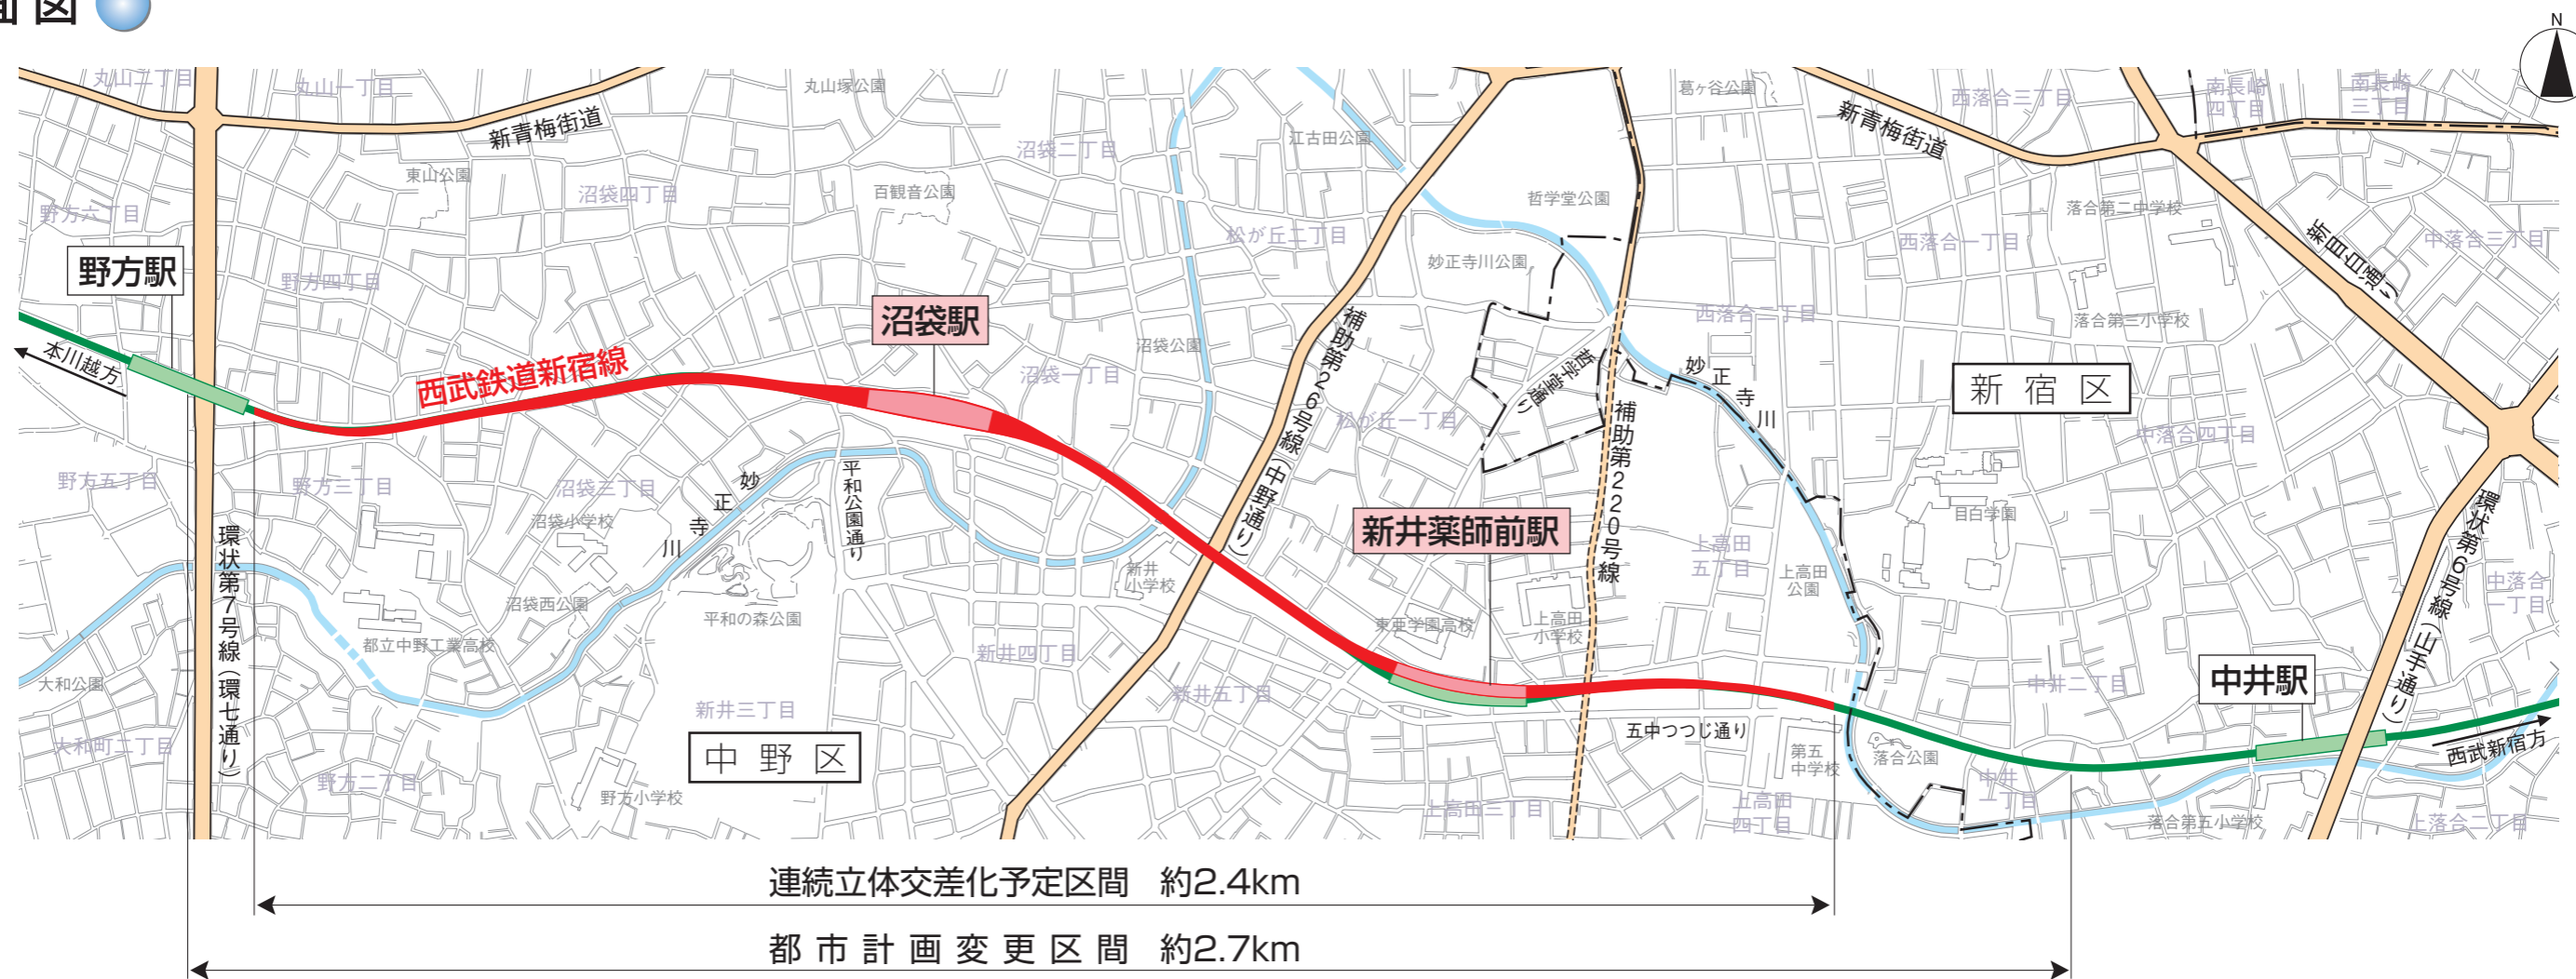 面図
N
丸山二丁目
丸山一丁目
新青梅街道
丸山塚公園
沼袋二丁目
江古田公園
葛ヶ谷公園
新青梅街道
西落合三丁目
南長崎
四丁目
南長崎
三丁目
東山公園
沼袋四丁目
百観音公園
哲学堂公園
落合第二中学校
野方六丁目
松が丘二丁目
西落合一丁目
新目白通り
中落合三丁目
野方駅
野方四丁目
妙正寺川公園
沼袋駅
西落合二丁目
落合第三小学校
本川越方
西武鉄道新宿線
沼袋公園
沼袋一丁目
補助第26号線(中野通り)
哲学堂通り
妙正寺川
新宿区
松が丘一丁目
補助第220号線
中落合四丁目
野方五丁目
野方三丁目
沼袋三丁目
妙正寺川
平和公園通り
環状第7号線(環七通り)
沼袋小学校
新井薬師前駅
目白学園
環状第6号線(山手通り)
上高田
五丁目
上高田
公園
新井
小学校
中落合
一丁目
沼袋西公園
平和の森公園
都立中野工業高校
東亜学園高校
上高田
小学校
新井四丁目
大和公園
新井三丁目
新井五丁目
中井二丁目
中井駅
大和町二丁目
中野区
五中つつじ通り
第五
中学校
落合公園
西武新宿方
野方二丁目
野方小学校
上高田三丁目
上高田
四丁目
中井
一丁目
落合第五小学校
上落合二丁目
連続立体交差化予定区間 約2.4km
都市計画変更区間 約2.7km